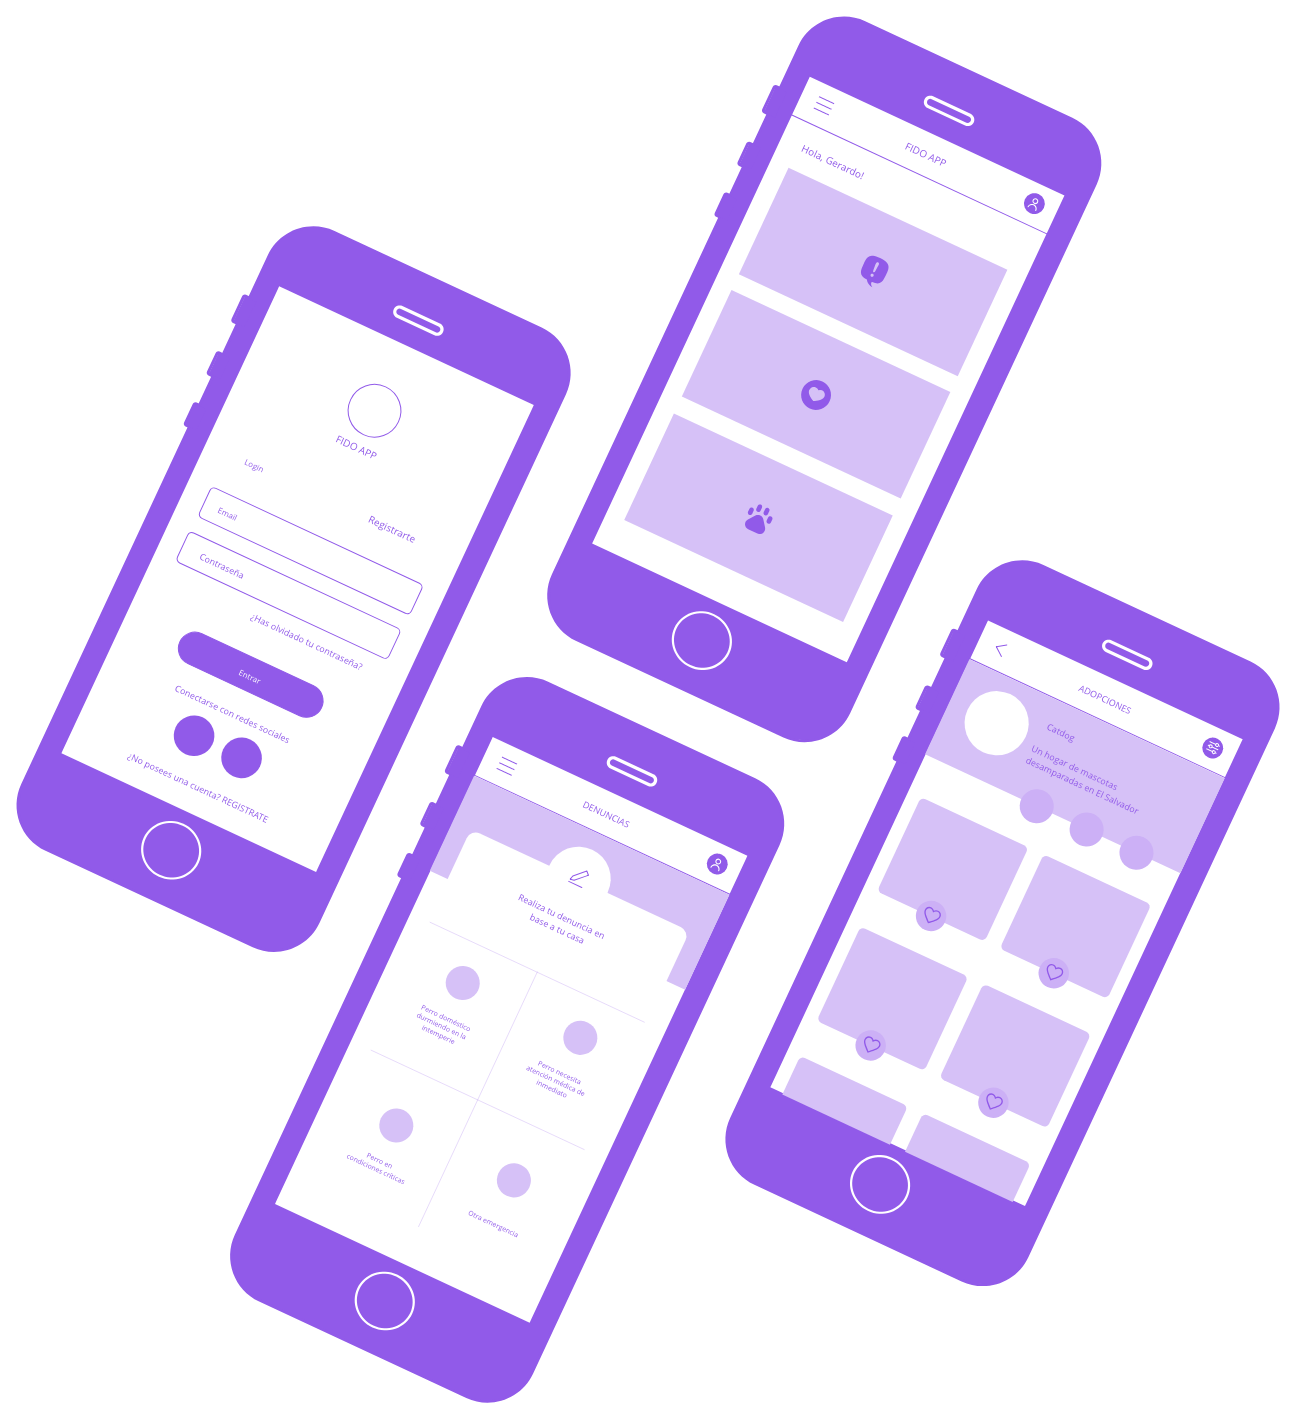 FIDO APP
Login
Registrarte
Email
Contraseña
¿Has olvidado tu contraseña?
Entrar
Conectarse con redes sociales
¿No posees una cuenta? REGISTRATE
FIDO APP
Hola, Gerardo!
DENUNCIAS
Realiza tu denuncia en
base a tu casa
Perro doméstico
durmiendo en la
intemperie
Perro necesita
atención médica de
inmediato
Perro en
condiciones críticas
Otra emergencia
ADOPCIONES
Catdog
Un hogar de mascotas
desamparadas en El Salvador